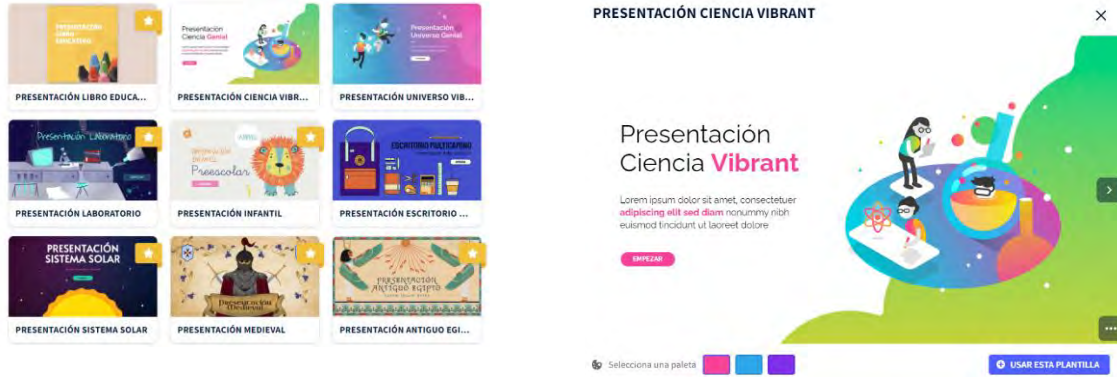 PRESENTACIÓN LIBRO EDUCA...
Presentación
Ciencia Genial
PRESENTACIÓN CIENCIA VIBR...
Presentación
Universo Genial
PRESENTACIÓN UNIVERSO VIB...
Presentación Laboratorio
PRESENTACIÓN LABORATORIO
Preescolar
PRESENTACIÓN INFANTIL
ESCRITORIO MULTICAPING
PRESENTACIÓN ESCRITORIO ...
PRESENTACIÓN
SISTEMA SOLAR
PRESENTACIÓN SISTEMA SOLAR
Presentación
Medieval
PRESENTACIÓN MEDIEVAL
PRESENTACIÓN
ANTIGUO EGIPTO
PRESENTACIÓN ANTIGUO EGI...
PRESENTACIÓN CIENCIA VIBRANT
Presentación
Ciencia Vibrant
Lorem ipsum dolor sit amet, consectetuer
adipiscing elit sed diam nonummy nibh
euismod tincidunt ut laoreet dolore
EMPEZAR
Selecciona una paleta
USAR ESTA PLANTILLA